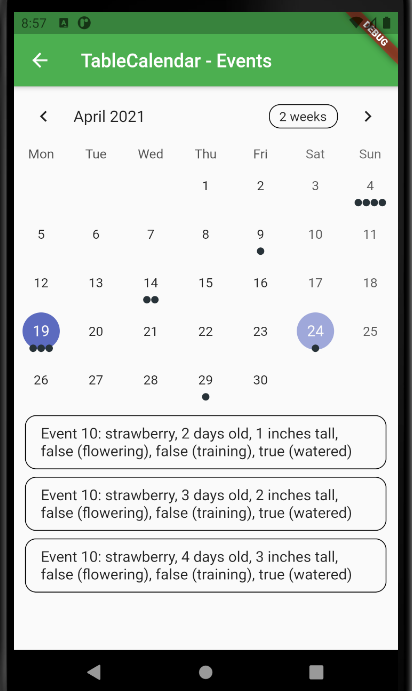 8:57
DEBUG
TableCalendar - Events
April 2021
2 weeks
Mon Tue Wed Thu Fri Sat Sun
1 2 3 4
5 6 7 8 9 10 11
12 13 14 15 16 17 18
19 20 21 22 23 24 25
26 27 28 29 30
Event 10: strawberry, 2 days old, 1 inches tall,
false (flowering), false (training), true (watered)
Event 10: strawberry, 3 days old, 2 inches tall,
false (flowering), false (training), true (watered)
Event 10: strawberry, 4 days old, 3 inches tall,
false (flowering), false (training), true (watered)